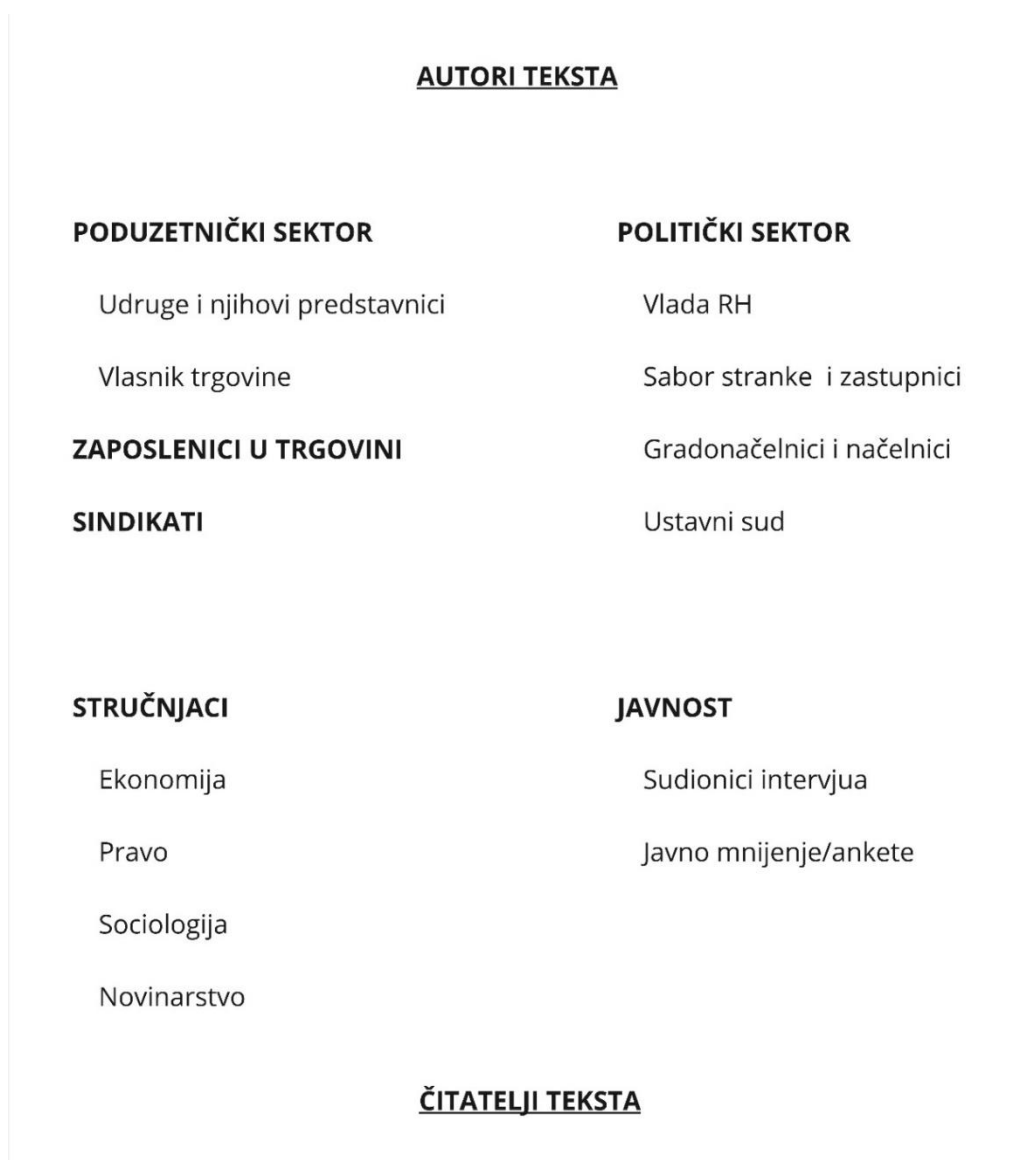 AUTORI TEKSTA
PODUZETNIČKI SEKTOR
Udruge i njihovi predstavnici
Vlasnik trgovine
ZAPOSLENICI U TRGOVINI
SINDIKATI
POLITIČKI SEKTOR
Vlada RH
Sabor stranke i zastupnici
Gradonačelnici i načelnici
Ustavni sud
STRUČNJACI
Ekonomija
Pravo
Sociologija
Novinarstvo
JAVNOST
Sudionici intervjua
Javno mnijenje/ankete
ČITATELJI TEKSTA